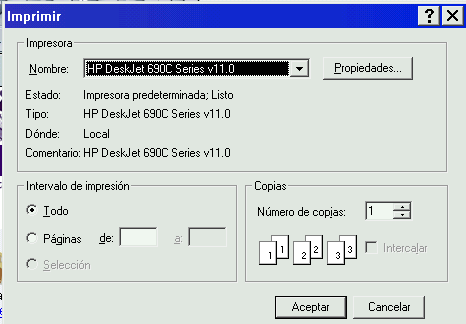 Imprimir
Impresora
Nombre: HP DeskJet 690C Series v11.0 Propiedades...
Estado: Impresora predeterminada; Listo
Tipo: HP DeskJet 690C Series v11.0
Dónde: Local
Comentario: HP DeskJet 690C Series v11.0
Intervalo de impresión
Todo
Páginas de: a:
Selección
Copias
Número de copias: 1
1 1 2 2 3 3 Intercalar
Aceptar Cancelar